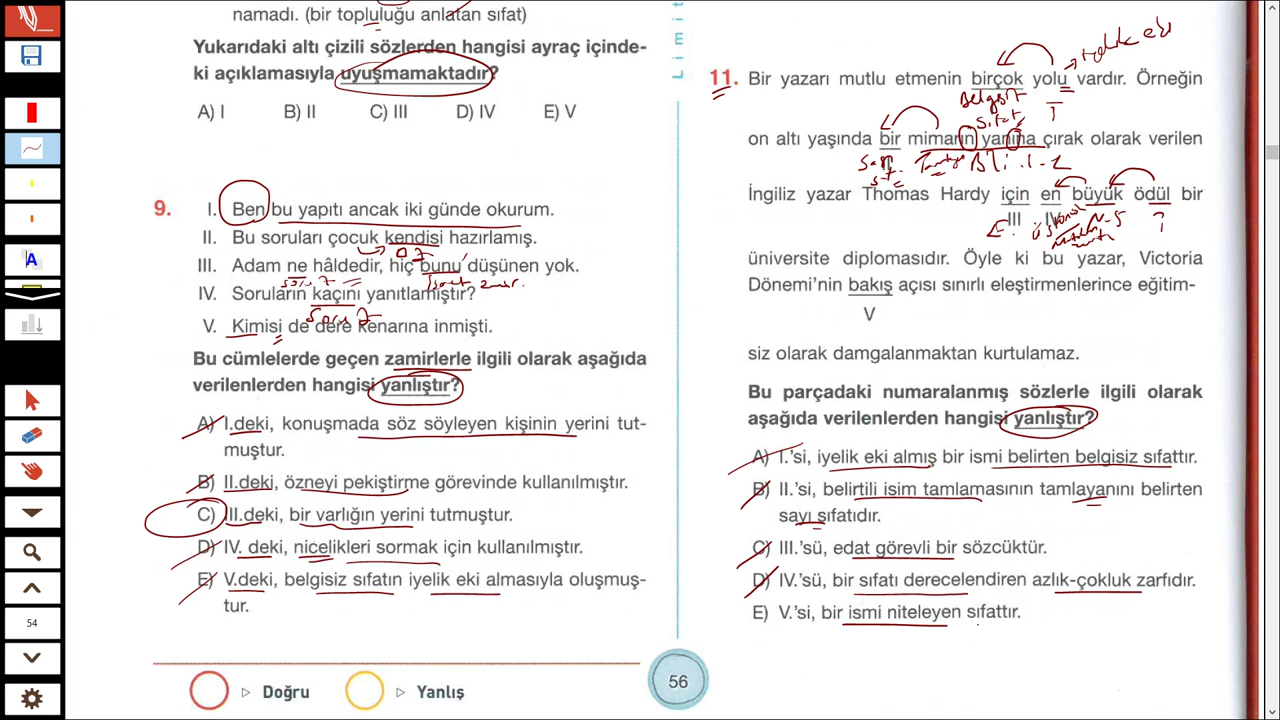 namadı. (bir topluluğu anlatan sıfat)
Yukarıdaki altı çizili sözlerden hangisi ayraç içinde-
ki açıklamasıyla uyuşmamaktadır?
A) I B) II C) III D) IV E) V
9. I. Ben bu yapıtı ancak iki günde okurum.
II. Bu soruları çocuk kendisi hazırlamış.
III. Adam ne hâldedir, hiç bunu düşünen yok.
IV. Soruların kaçını yanıtlamıştır?
V. Kimisi de dere kenarına inmişti.
Bu cümlelerde geçen zamirlerle ilgili olarak aşağıda
verilenlerden hangisi yanlıştır?
A) I.deki, konuşmada söz söyleyen kişinin yerini tut-
muştur.
B) II.deki, özneyi pekiştirme görevinde kullanılmıştır.
C) II.deki, bir varlığın yerini tutmuştur.
D) IV. deki, nicelikleri sormak için kullanılmıştır.
E) V.deki, belgisiz sıfatın iyelik eki almasıyla oluşmuş-
tur.
Doğru
Yanlış
Limit
11. Bir yazarı mutlu etmenin birçok yolu vardır. Örneğin
I
on altı yaşında bir mimarın yanına çırak olarak verilen
İngiliz yazar Thomas Hardy için en büyük ödül bir
III
üniversite diplomasıdır. Öyle ki bu yazar, Victoria
Dönemi'nin bakış açısı sınırlı eleştirmenlerince eğitim-
V
siz olarak damgalanmaktan kurtulamaz.
Bu parçadaki numaralanmış sözlerle ilgili olarak
aşağıda verilenlerden hangisi yanlıştır?
A) I.'si, iyelik eki almış bir ismi belirten belgisiz sıfattır.
B) II.'si, belirtili isim tamlamasının tamlayanını belirten
sayı sıfatıdır.
C) III.'sü, edat görevli bir sözcüktür.
D) IV.'sü, bir sıfatı derecelendiren azlık-çokluk zarfıdır.
E) V.'si, bir ismi niteleyen sıfattır.
56
54
A